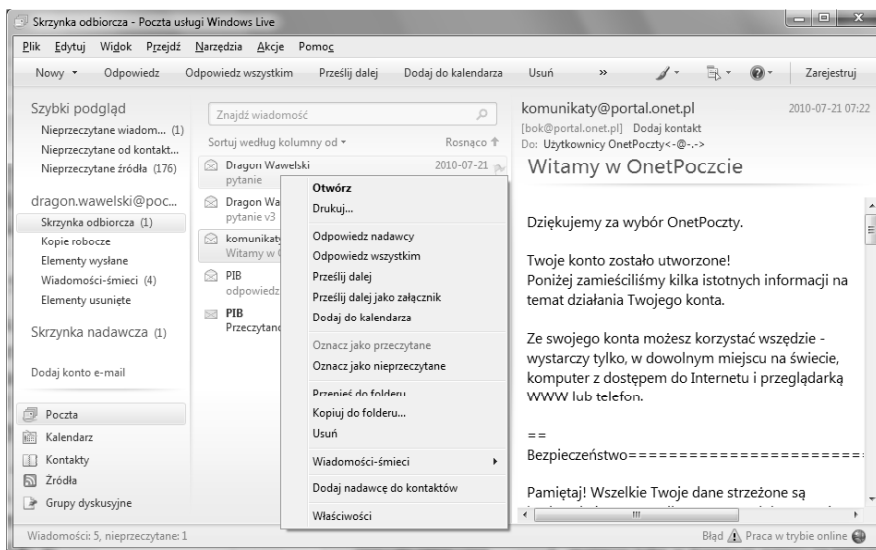 Skrzynka odbiorcza - Poczta usługi Windows Live
Plik Edytuj Widok Przejdź Narzędzia Akcje Pomoc
Nowy Odpowiedz Odpowiedz wszystkim Prześlij dalej Dodaj do kalendarza Usuń » Zarejestruj
Szybki podgląd
Nieprzeczytane wiadom... (1)
Nieprzeczytane od kontakt...
Nieprzeczytane źródła (176)
dragon.wawelski@poc...
Skrzynka odbiorcza (1)
Kopie robocze
Elementy wysłane
Wiadomości-śmieci (4)
Elementy usunięte
Skrzynka nadawcza (1)
Dodaj konto e-mail
Poczta
Kalendarz
Kontakty
Źródła
Grupy dyskusyjne
Znajdź wiadomość
Sortuj według kolumny od Rosnąco
Dragon Wawelski 2010-07-21
pytanie
Dragon Wa
pytanie v3
komunikaty
Witamy w O
PIB
odpowiedz
PIB
Przeczytano
Otwórz
Drukuj...
Odpowiedz nadawcy
Odpowiedz wszystkim
Prześlij dalej
Prześlij dalej jako załącznik
Dodaj do kalendarza
Oznacz jako przeczytane
Oznacz jako nieprzeczytane
Przenieś do folderu
Kopiuj do folderu...
Usuń
Wiadomości-śmieci
Dodaj nadawcę do kontaktów
Właściwości
komunikaty@portal.onet.pl 2010-07-21 07:22
[bok@portal.onet.pl] Dodaj kontakt
Do: Użytkownicy OnetPoczty<-@-.->
Witamy w OnetPoczcie
Dziękujemy za wybór OnetPoczty.
Twoje konto zostało utworzone!
Poniżej zamieściliśmy kilka istotnych informacji na
temat działania Twojego konta.
Ze swojego konta możesz korzystać wszędzie -
wystarczy tylko, w dowolnym miejscu na świecie,
komputer z dostępem do Internetu i przeglądarką
WWW lub telefon.
==
Bezpieczeństwo======================
Pamiętaj! Wszelkie Twoje dane strzeżone są
Wiadomości: 5, nieprzeczytane: 1
Błąd Praca w trybie online